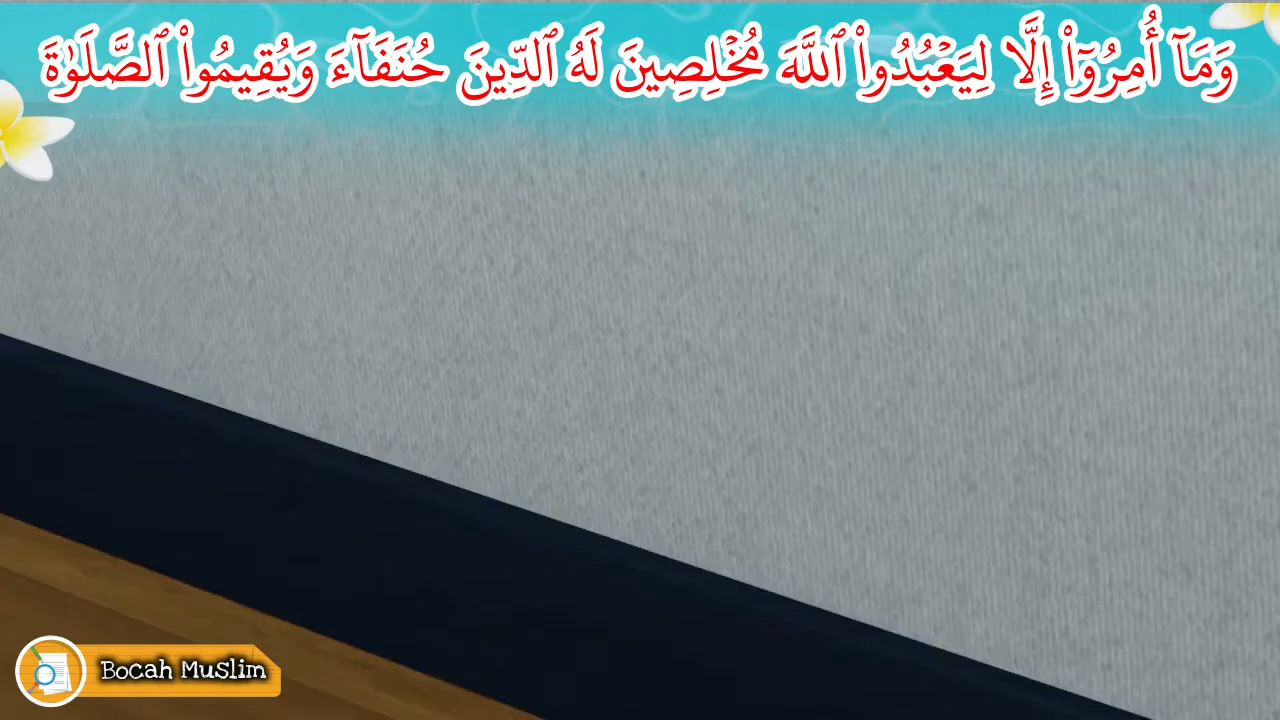 وَمَآ أُمِرُوٓا۟ إِلَّا لِيَعْبُدُوا۟ ٱللَّهَ مُخْلِصِينَ لَهُ ٱلدِّينَ حُنَفَآءَ وَيُقِيمُوا۟ ٱلصَّلَوٰةَ
Bocah Muslim